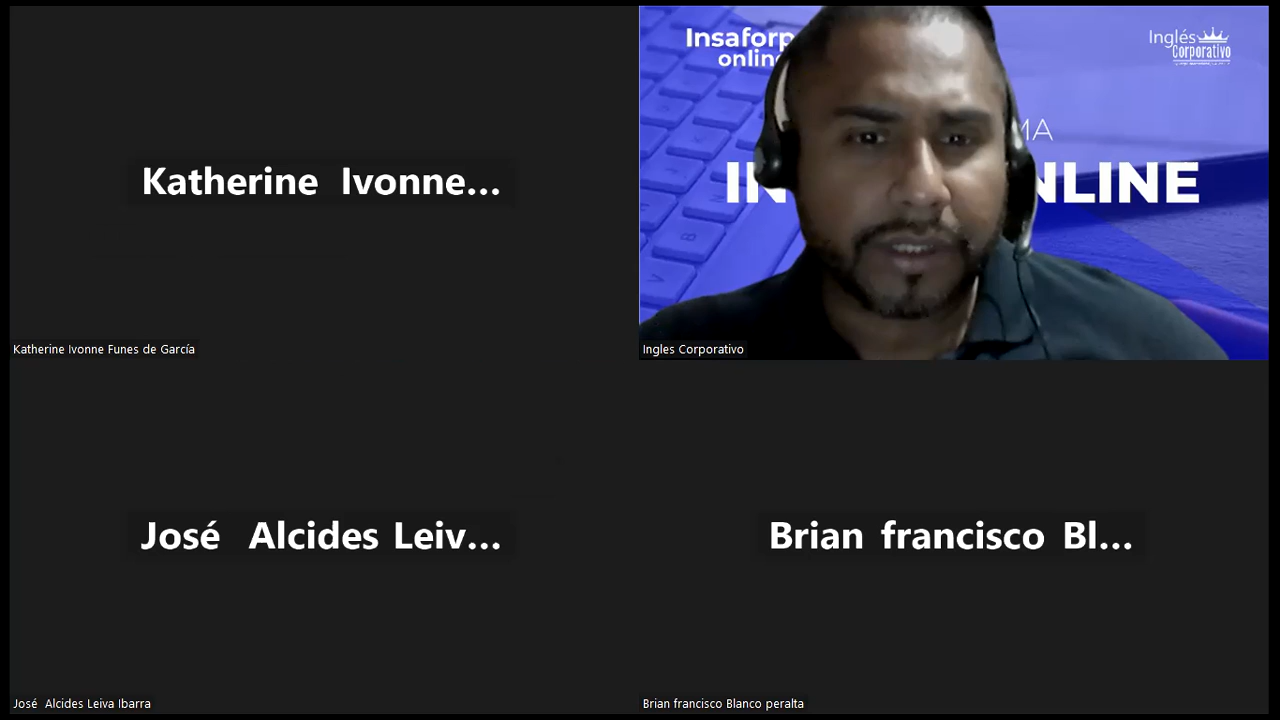 Katherine Ivonne...
Katherine Ivonne Funes de García
Insaforp
online
Inglés
Corporativo
MA
IN NLINE
Ingles Corporativo
José Alcides Leiv...
José Alcides Leiva Ibarra
Brian francisco Bl...
Brian francisco Blanco peralta